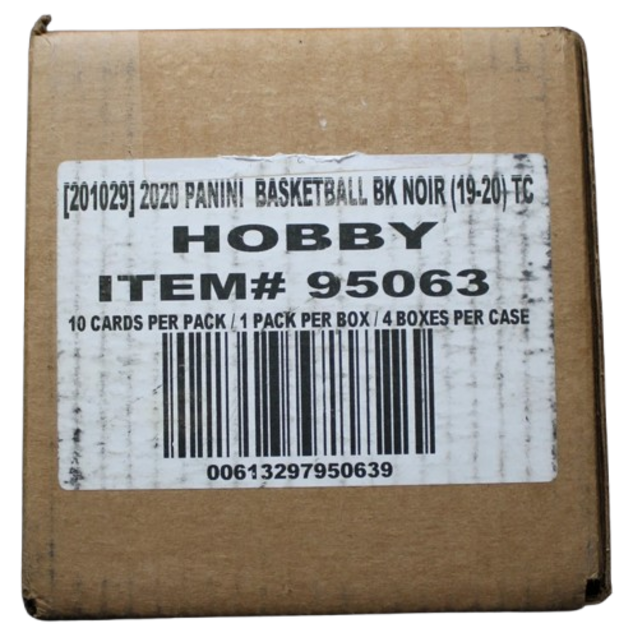 [201029] 2020 PANINI BASKETBALL BK NOIR (19-20) TC
HOBBY
ITEM# 95063
10 CARDS PER PACK / 1 PACK PER BOX / 4 BOXES PER CASE
00613297950639